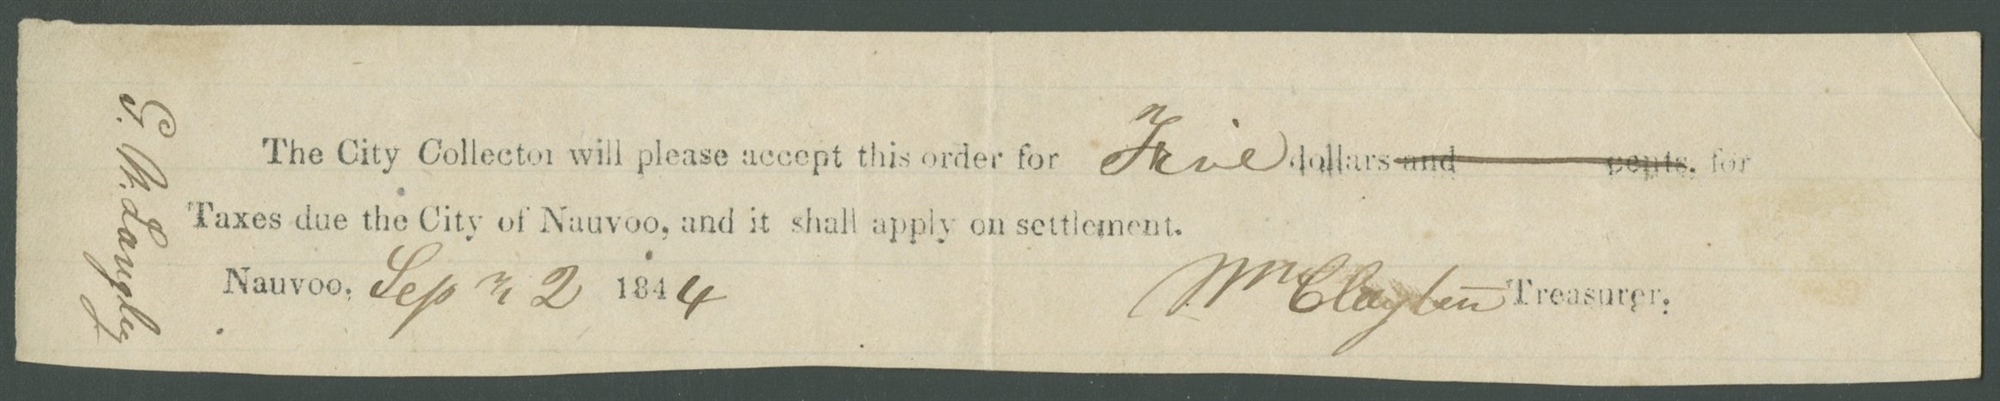 The City Collector will please accept this order for Five dollars and cents, for
Taxes due the City of Nauvoo, and it shall apply on settlement.
Nauvoo, Sep r 2 1844 Wm Clayton Treasurer.
Langley